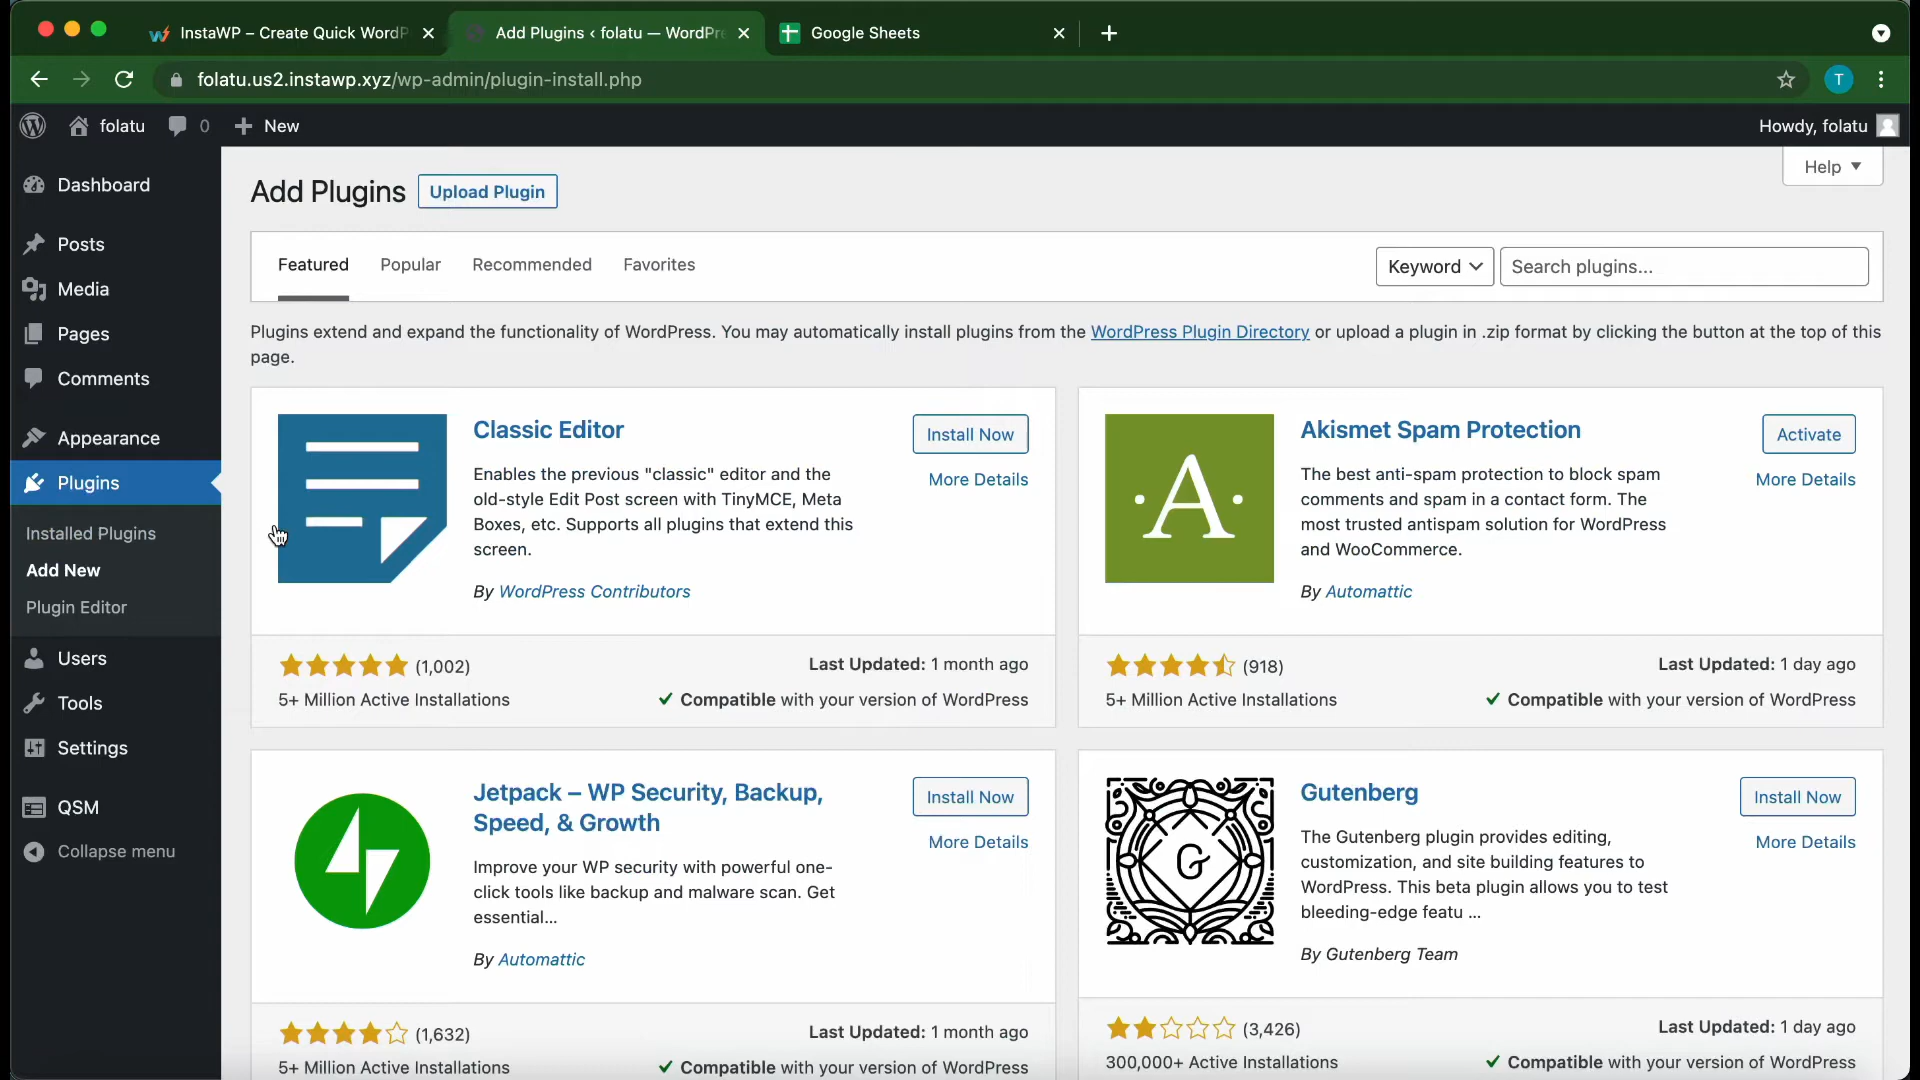 InstaWP – Create Quick WordP
Add Plugins ‹ folatu — WordPre
Google Sheets
folatu.us2.instawp.xyz/wp-admin/plugin-install.php
T
folatu
0
New
Howdy, folatu
Help
Dashboard
Posts
Media
Pages
Comments
Appearance
Plugins
Installed Plugins
Add New
Plugin Editor
Users
Tools
Settings
QSM
Collapse menu
Add Plugins
Upload Plugin
Featured
Popular
Recommended
Favorites
Keyword
Search plugins...
Plugins extend and expand the functionality of WordPress. You may automatically install plugins from the WordPress Plugin Directory or upload a plugin in .zip format by clicking the button at the top of this
page.
Classic Editor
Install Now
More Details
Enables the previous "classic" editor and the
old-style Edit Post screen with TinyMCE, Meta
Boxes, etc. Supports all plugins that extend this
screen.
By WordPress Contributors
(1,002)
Last Updated: 1 month ago
5+ Million Active Installations
Compatible with your version of WordPress
A
Akismet Spam Protection
Activate
More Details
The best anti-spam protection to block spam
comments and spam in a contact form. The
most trusted antispam solution for WordPress
and WooCommerce.
By Automattic
(918)
Last Updated: 1 day ago
5+ Million Active Installations
Compatible with your version of WordPress
Jetpack – WP Security, Backup,
Speed, & Growth
Install Now
More Details
Improve your WP security with powerful one-
click tools like backup and malware scan. Get
essential...
By Automattic
(1,632)
Last Updated: 1 month ago
5+ Million Active Installations
Compatible with your version of WordPress
G
Gutenberg
Install Now
More Details
The Gutenberg plugin provides editing,
customization, and site building features to
WordPress. This beta plugin allows you to test
bleeding-edge featu ...
By Gutenberg Team
(3,426)
Last Updated: 1 day ago
300,000+ Active Installations
Compatible with your version of WordPress